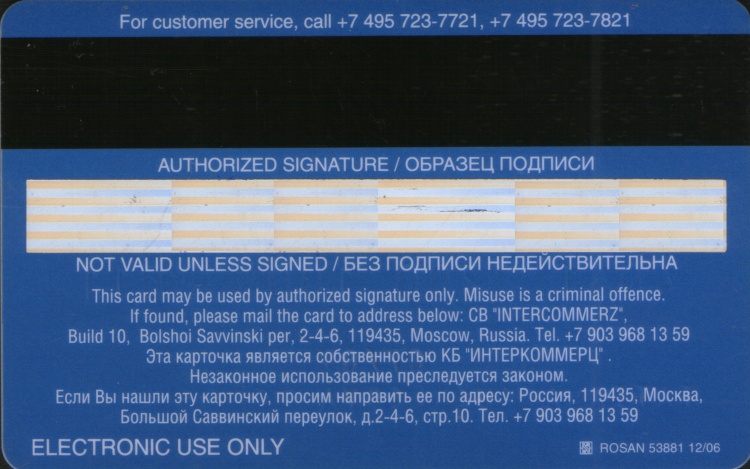 For customer service, call +7 495 723-7721, +7 495 723-7821
AUTHORIZED SIGNATURE / ОБРАЗЕЦ ПОДПИСИ
NOT VALID UNLESS SIGNED / БЕЗ ПОДПИСИ НЕДЕЙСТВИТЕЛЬНА
This card may be used by authorized signature only. Misuse is a criminal offence.
If found, please mail the card to address below: CB "INTERCOMMERZ",
Build 10, Bolshoi Savvinski per, 2-4-6, 119435, Moscow, Russia. Tel. +7 903 968 13 59
Эта карточка является собственностью КБ "ИНТЕРКОММЕРЦ" .
Незаконное использование преследуется законом.
Если Вы нашли эту карточку, просим направить ее по адресу: Россия, 119435, Москва,
Большой Саввинский переулок, д.2-4-6, стр.10. Тел. +7 903 968 13 59
ELECTRONIC USE ONLY
ROSAN 53881 12/06